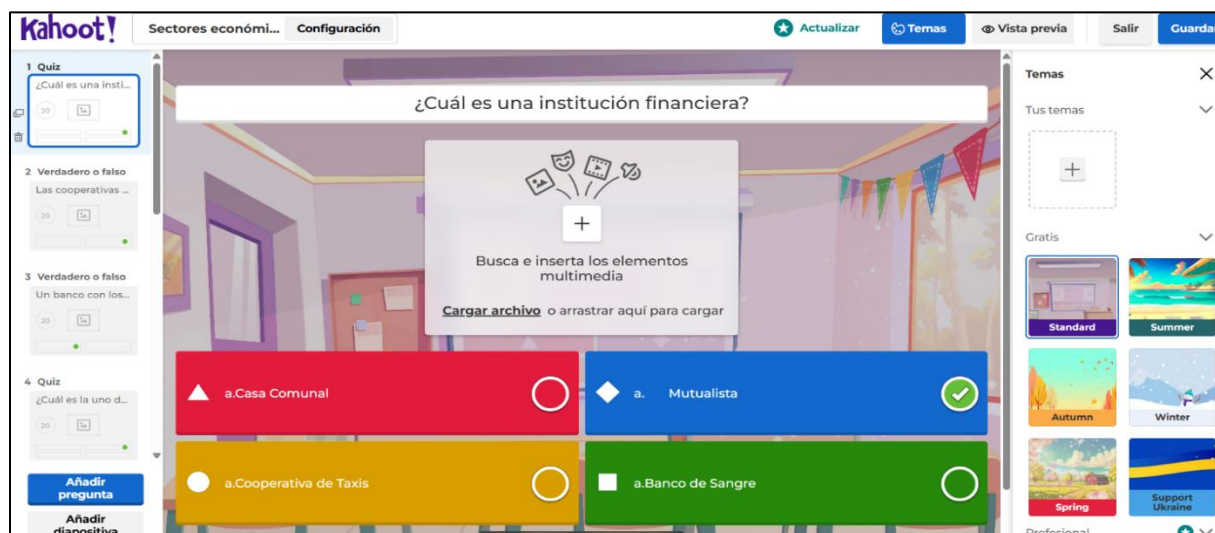 Kahoot!
Sectores económi...
Configuración
Actualizar
Temas
Vista previa
Salir
Guarda
1 Quiz
¿Cuál es una insti...
20
2 Verdadero o falso
Las cooperativas ...
20
3 Verdadero o falso
Un banco con los...
20
4 Quiz
¿Cuál es la uno d...
20
Añadir
pregunta
Añadir
diapositiva
¿Cuál es una institución financiera?
Busca e inserta los elementos
multimedia
Cargar archivo o arrastrar aquí para cargar
a.Casa Comunal
a. Mutualista
a.Cooperativa de Taxis
a.Banco de Sangre
Temas
Tus temas
Gratis
Standard
Summer
Autumn
Winter
Spring
Support
Ukraine
Profesional